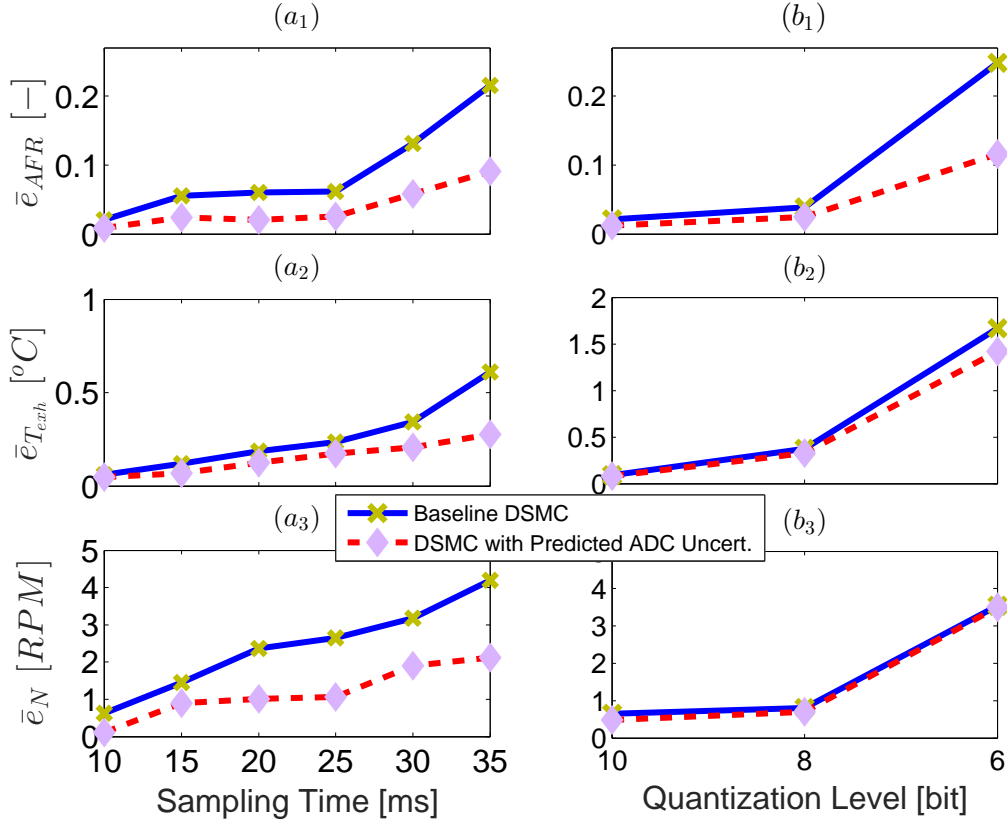 (a₁)
(b₁)
ē_AFR [−]
0.2
0.1
0
0.2
0.1
0
(a₂)
(b₂)
ē_T_exh [°C]
1
0.5
0
2
1.5
1
0.5
0
Baseline DSMC
DSMC with Predicted ADC Uncert.
(a₃)
(b₃)
ē_N [RPM]
5
4
3
2
1
0
10 15 20 25 30 35
Sampling Time [ms]
5
4
3
2
1
0
10 8 6
Quantization Level [bit]